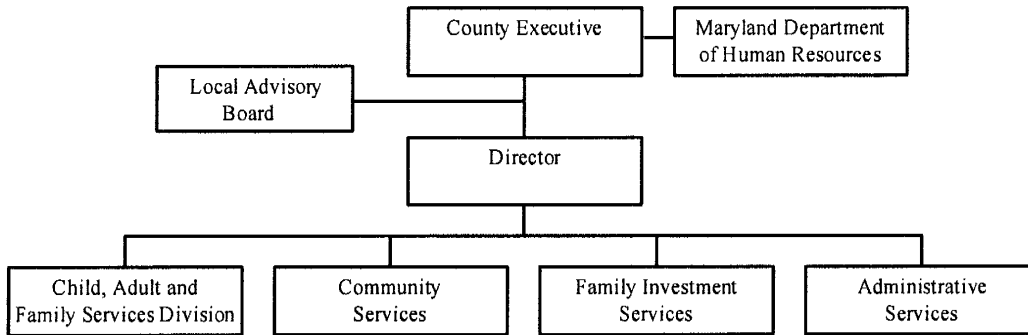 County Executive
Maryland Department
of Human Resources
Local Advisory
Board
Director
Child, Adult and
Family Services Division
Community
Services
Family Investment
Services
Administrative
Services